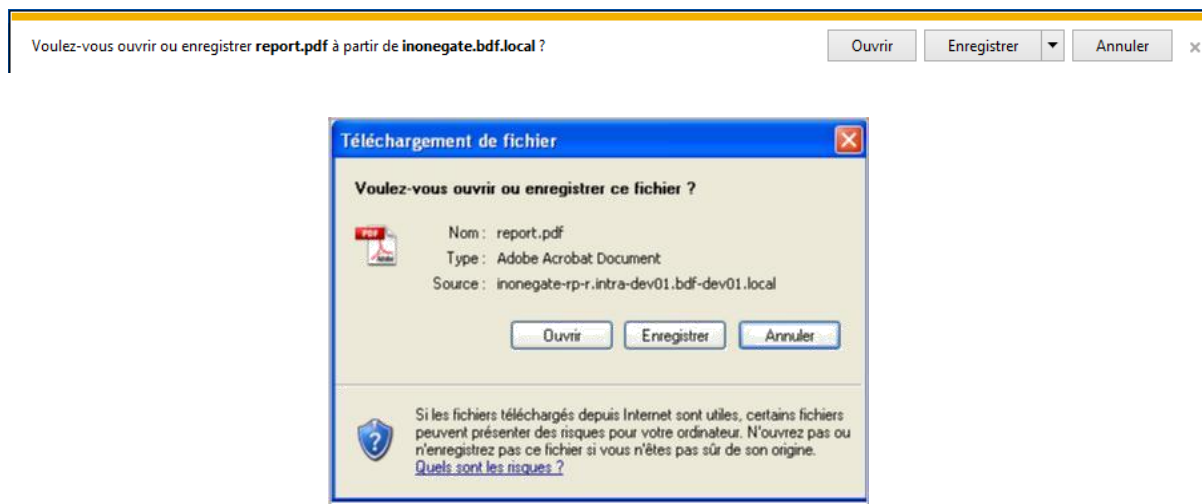 Voulez-vous ouvrir ou enregistrer report.pdf à partir de inonegate.bdf.local ? Ouvrir Enregistrer Annuler
Téléchargement de fichier
Voulez-vous ouvrir ou enregistrer ce fichier ?
PDF
Adobe
Nom : report.pdf
Type : Adobe Acrobat Document
Source : inonegate-rp-r.intra-dev01.bdf-dev01.local
Ouvrir Enregistrer Annuler
Si les fichiers téléchargés depuis Internet sont utiles, certains fichiers
peuvent présenter des risques pour votre ordinateur. N'ouvrez pas ou
n'enregistrez pas ce fichier si vous n'êtes pas sûr de son origine.
Quels sont les risques ?